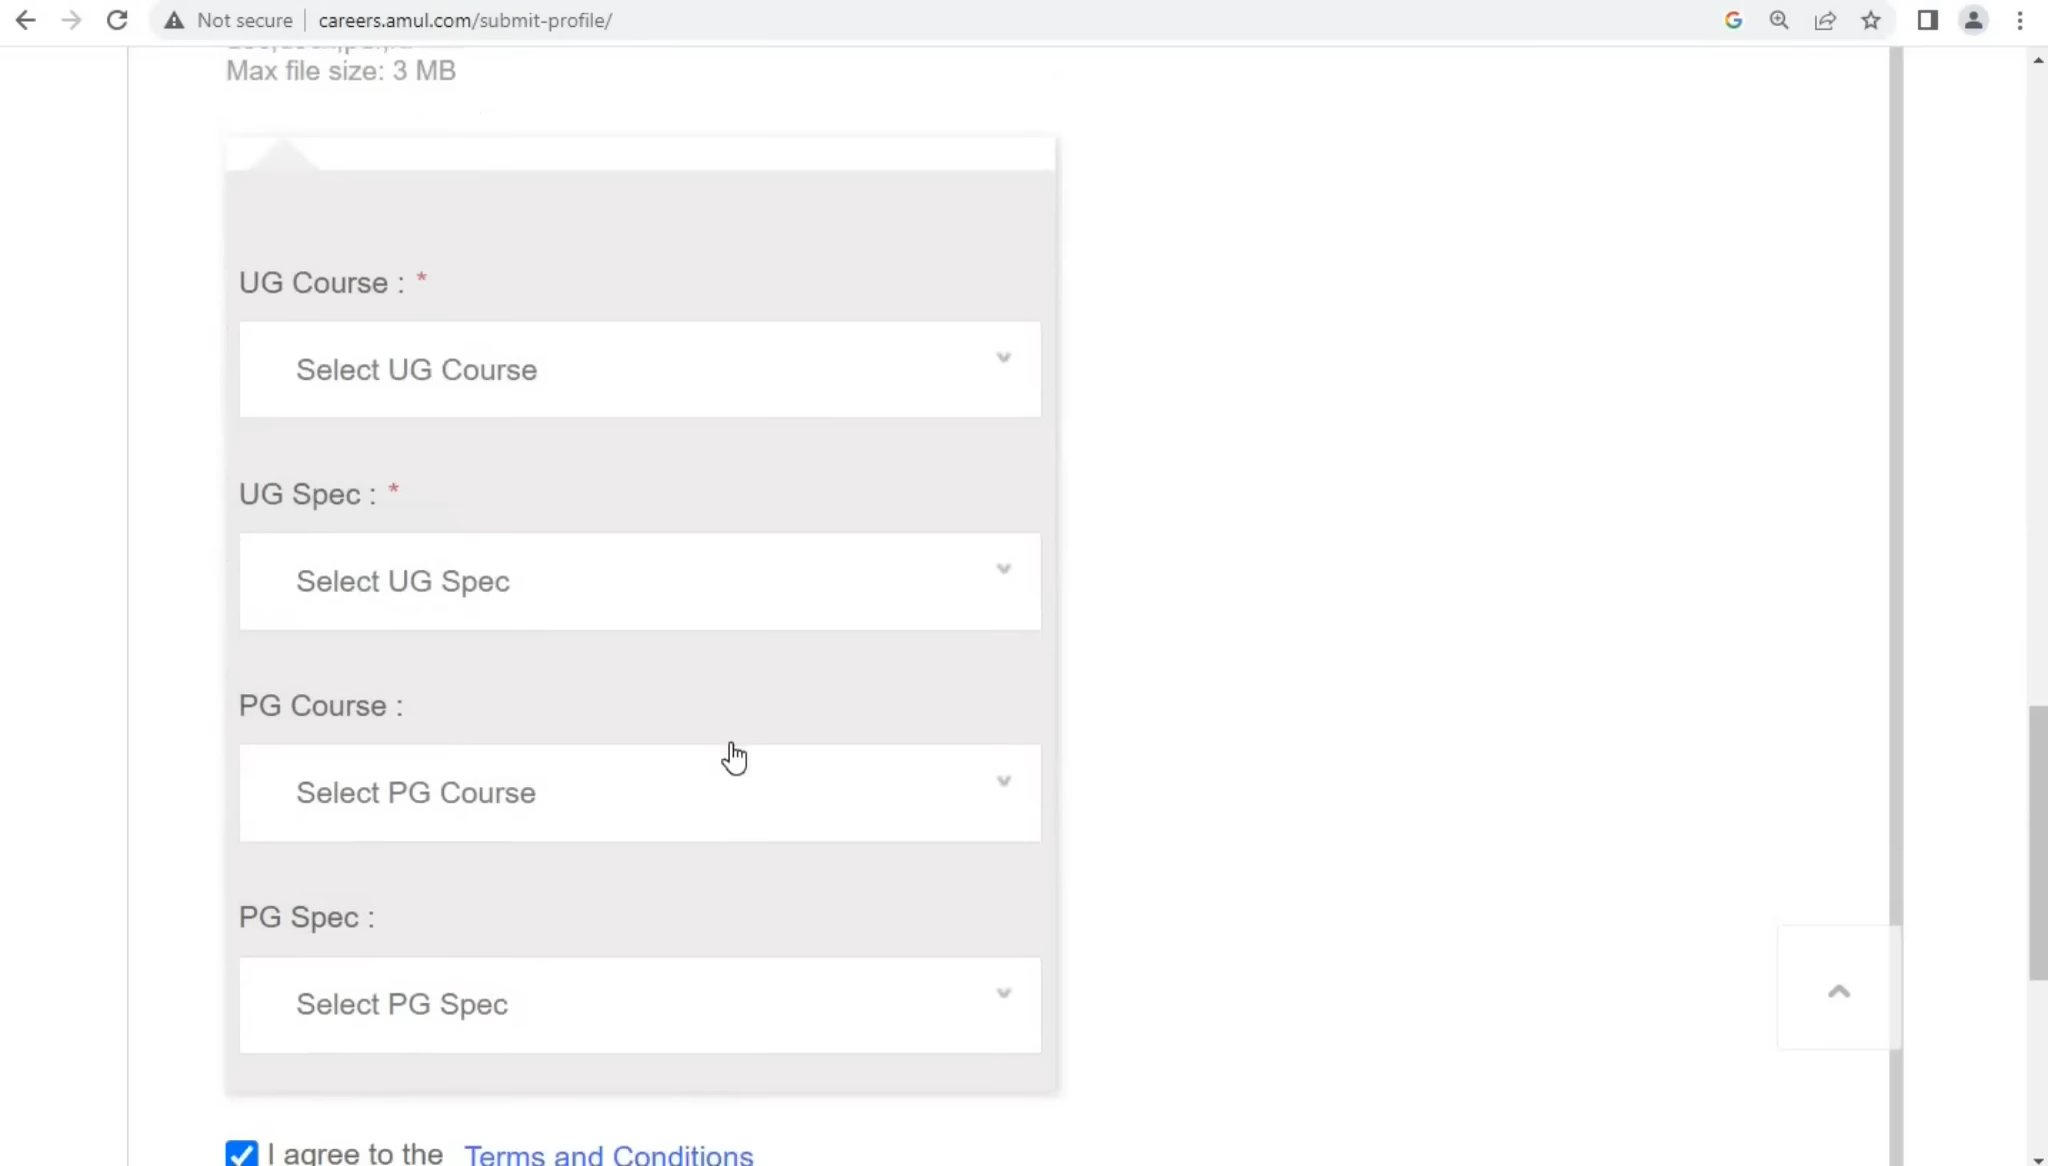 Not secure | careers.amul.com/submit-profile/
Max file size: 3 MB
UG Course : *
Select UG Course
UG Spec : *
Select UG Spec
PG Course :
Select PG Course
PG Spec :
Select PG Spec
I agree to the Terms and Conditions